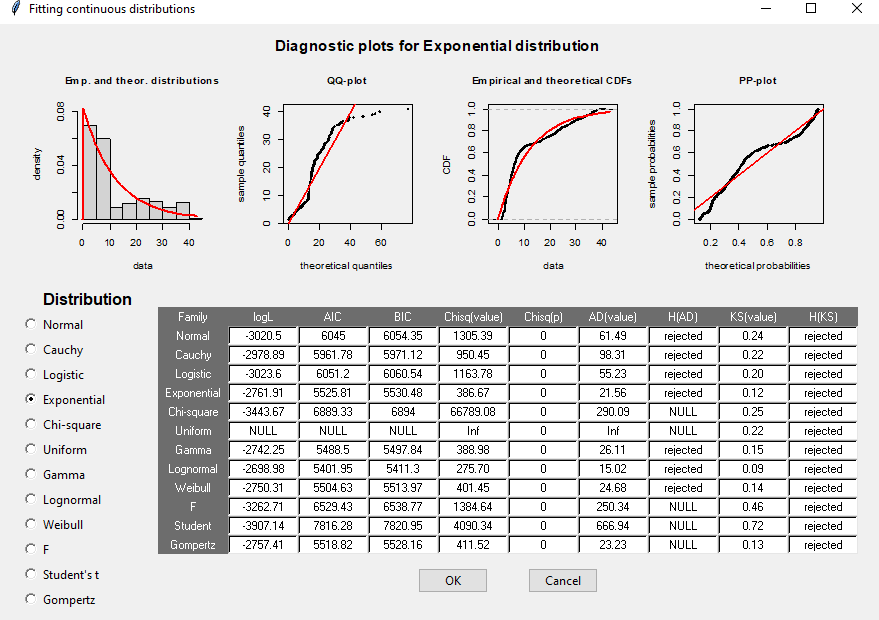 Fitting continuous distributions
Diagnostic plots for Exponential distribution
Emp. and theor. distributions
density
0.00 0.04 0.08
0 10 20 30 40
data
QQ-plot
sample quantiles
0 10 20 30 40
0 20 40 60
theoretical quantiles
Empirical and theoretical CDFs
CDF
0.0 0.2 0.4 0.6 0.8 1.0
0 10 20 30 40
data
PP-plot
sample probabilities
0.0 0.2 0.4 0.6 0.8 1.0
0.2 0.4 0.6 0.8
theoretical probabilities
Distribution
Normal
Cauchy
Logistic
Exponential
Chi-square
Uniform
Gamma
Lognormal
Weibull
F
Student's t
Gompertz
Family logL AIC BIC Chisq(value) Chisq(p) AD(value) H(AD) KS(value) H(KS)
Normal -3020.5 6045 6054.35 1305.39 0 61.49 rejected 0.24 rejected
Cauchy -2978.89 5961.78 5971.12 950.45 0 98.31 rejected 0.22 rejected
Logistic -3023.6 6051.2 6060.54 1163.78 0 55.23 rejected 0.20 rejected
Exponential -2761.91 5525.81 5530.48 386.67 0 21.56 rejected 0.12 rejected
Chi-square -3443.67 6889.33 6894 66789.08 0 290.09 NULL 0.25 rejected
Uniform NULL NULL NULL Inf 0 Inf NULL 0.22 rejected
Gamma -2742.25 5488.5 5497.84 388.98 0 26.11 rejected 0.15 rejected
Lognormal -2698.98 5401.95 5411.3 275.70 0 15.02 rejected 0.09 rejected
Weibull -2750.31 5504.63 5513.97 401.45 0 24.68 rejected 0.14 rejected
F -3262.71 6529.43 6538.77 1384.64 0 250.34 NULL 0.46 rejected
Student -3907.14 7816.28 7820.95 4090.34 0 666.94 NULL 0.72 rejected
Gompertz -2757.41 5518.82 5528.16 411.52 0 23.23 NULL 0.13 rejected
OK Cancel